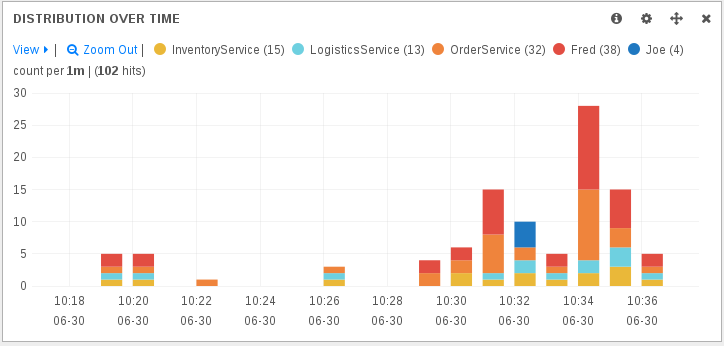 DISTRIBUTION OVER TIME
View | Zoom Out | InventoryService (15) LogisticsService (13) OrderService (32) Fred (38) Joe (4)
count per 1m | (102 hits)
30
25
20
15
10
5
0
10:18 10:20 10:22 10:24 10:26 10:28 10:30 10:32 10:34 10:36
06-30 06-30 06-30 06-30 06-30 06-30 06-30 06-30 06-30 06-30